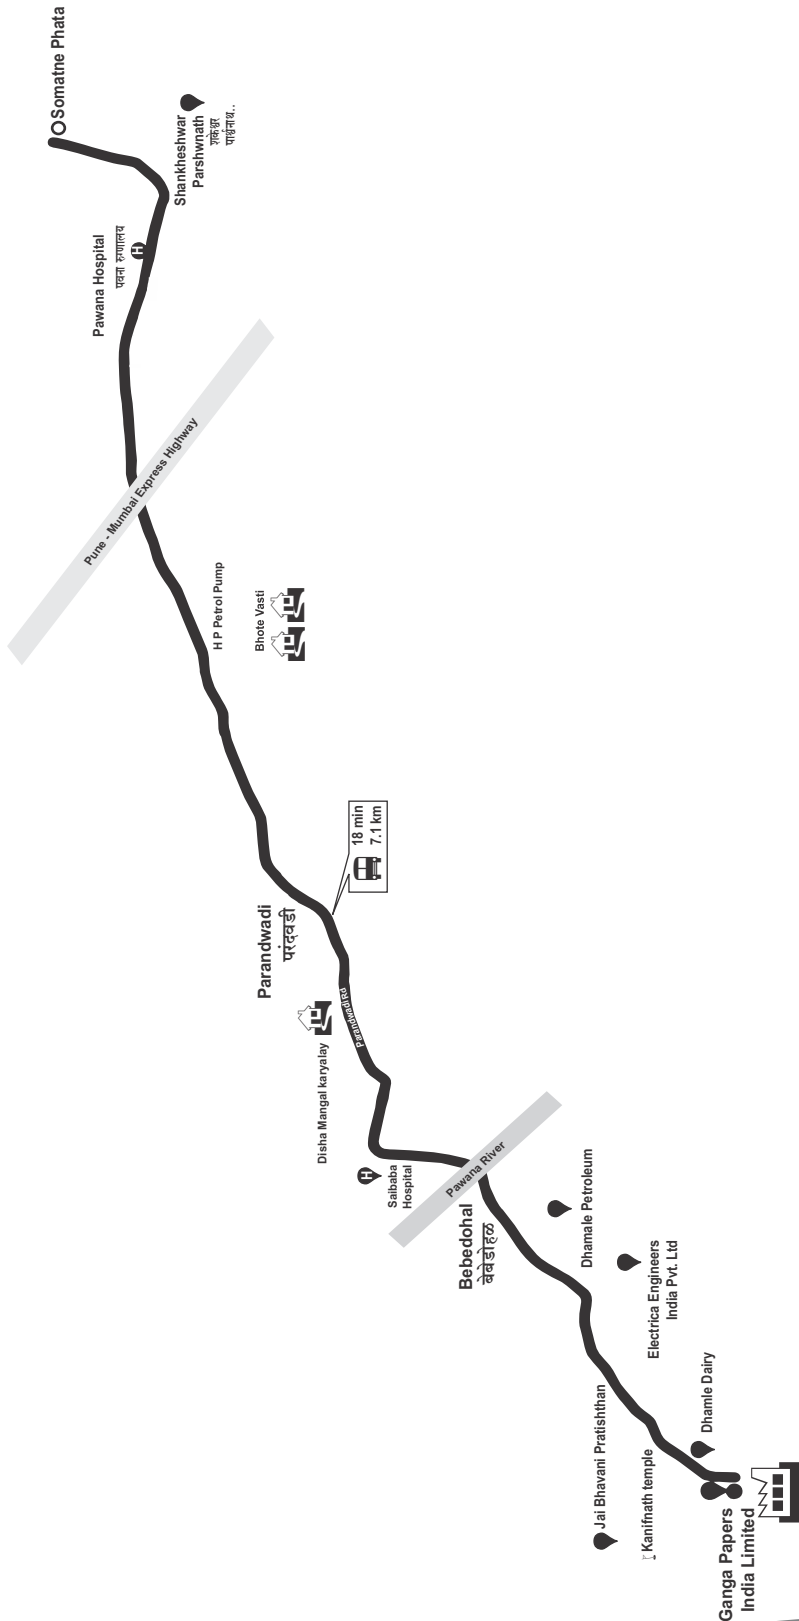 Somatne Phata
Shankheshwar
Parshwnath
शंकेश्वर
पार्श्वनाथ..
Pawana Hospital
पवना रुग्णालय
Pune - Mumbai Express Highway
H P Petrol Pump
Bhote Vasti
18 min
7.1 km
Parandwadi
परंदवडी
Parandwadi Rd
Disha Mangal karyalay
Saibaba
Hospital
Pawana River
Bebedohal
बेबेडोहळ
Dhamale Petroleum
Electrica Engineers
India Pvt. Ltd
Jai Bhavani Pratishthan
Kanifnath temple
Dhamle Dairy
Ganga Papers
India Limited
H
H